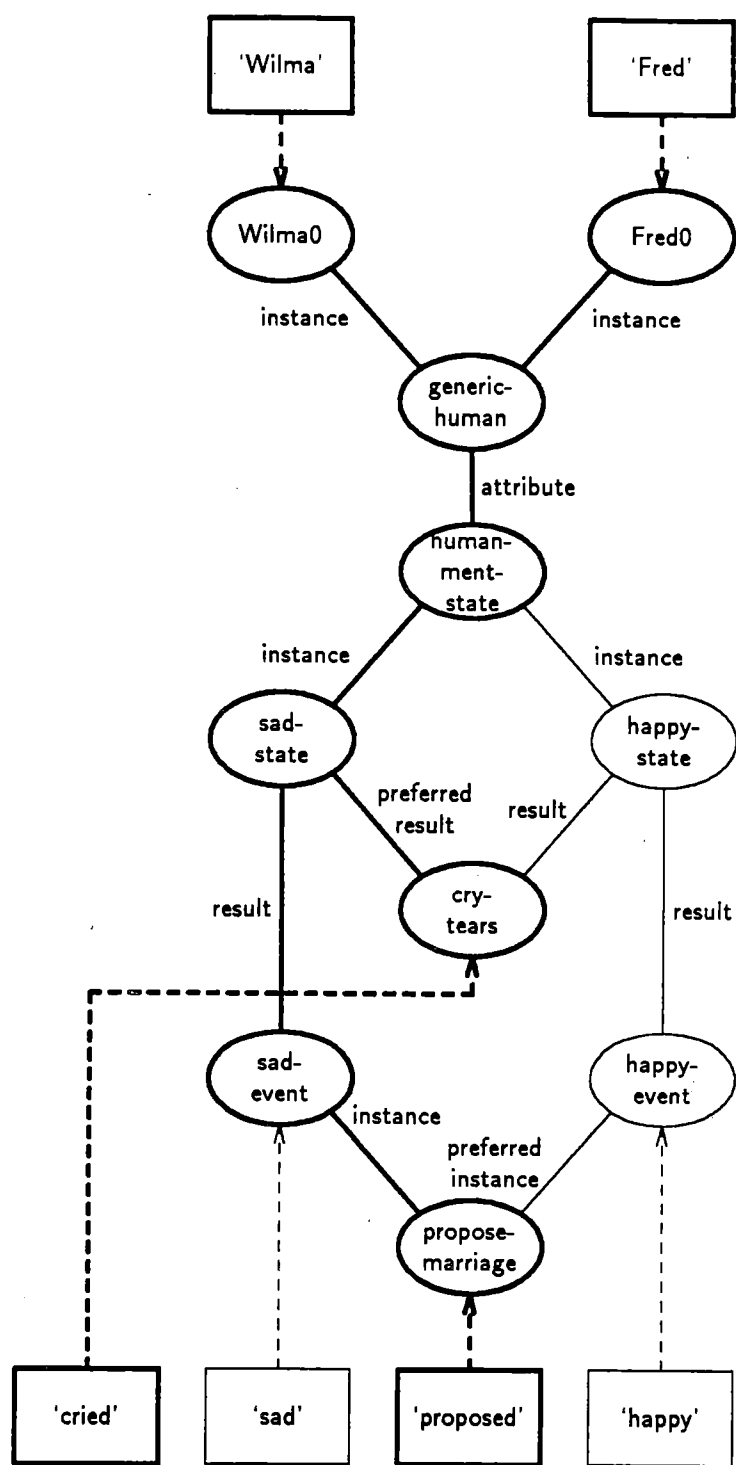 'Wilma'
'Fred'
Wilma0
Fred0
instance
instance
generic-
human
attribute
human-
ment-
state
instance
instance
sad-
state
happy-
state
preferred
result
result
cry-
tears
result
result
sad-
event
happy-
event
instance
preferred
instance
propose-
marriage
'cried'
'sad'
'proposed'
'happy'